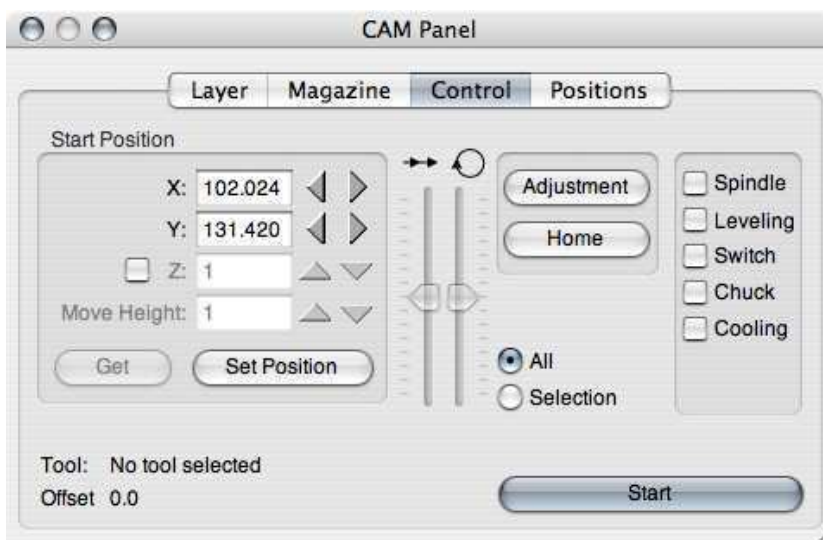 CAM Panel
Layer Magazine Control Positions
Start Position
X: 102.024
Y: 131.420
Z: 1
Move Height: 1
Get Set Position
Adjustment
Home
All
Selection
Spindle
Leveling
Switch
Chuck
Cooling
Tool: No tool selected
Offset 0.0
Start